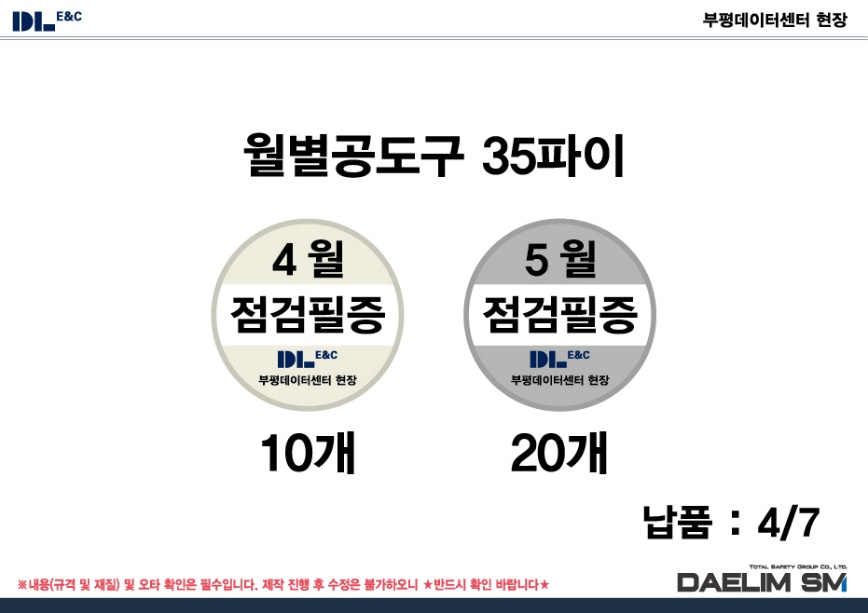 DL E&C
부평데이터센터 현장
월별공도구 35파이
4월
점검필증
DL E&C
부평데이터센터 현장
10개
5월
점검필증
DL E&C
부평데이터센터 현장
20개
납품 : 4/7
※내용(규격 및 재질) 및 오타 확인은 필수입니다. 제작 진행 후 수정은 불가하오니 ★반드시 확인 바랍니다★
TOTAL SAFETY GROUP CO., LTD.
DAELIM SM